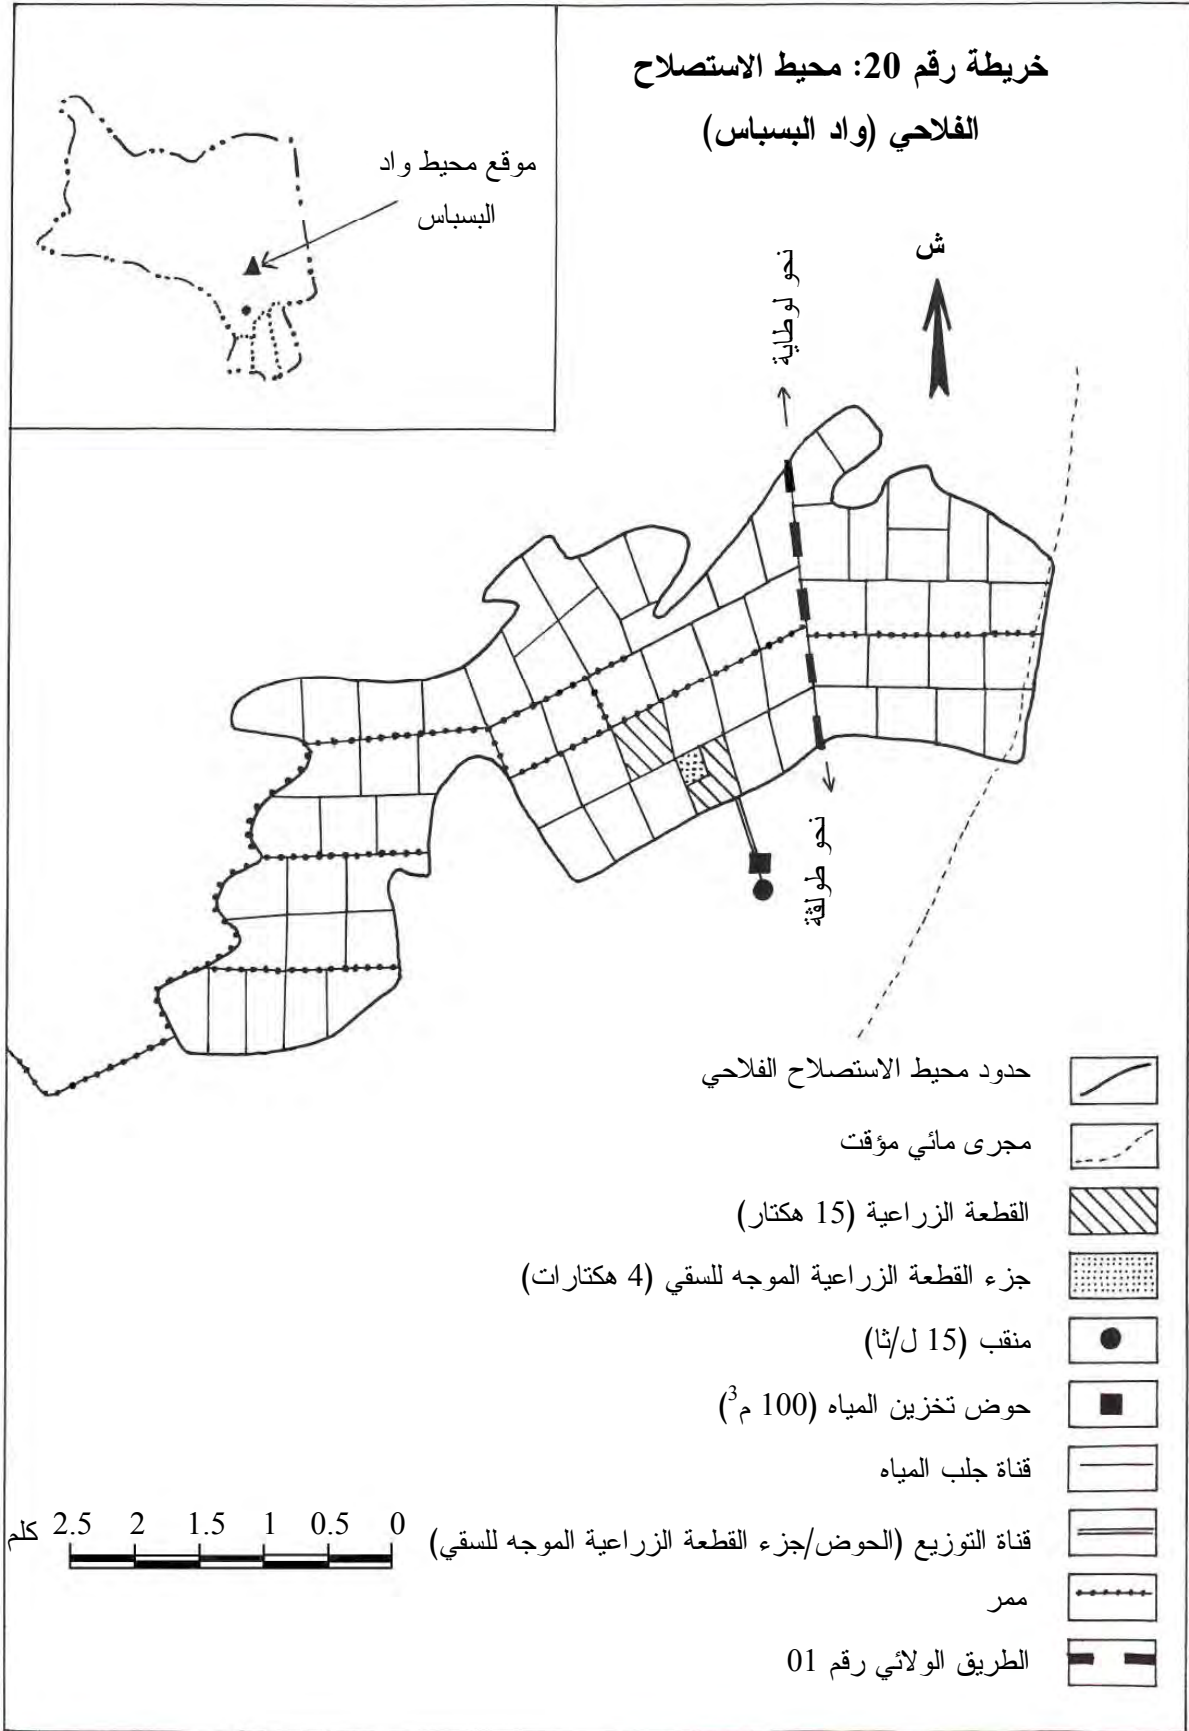 خريطة رقم 20: محيط الاستصلاح
الفلاحي (واد البسباس)
موقع محيط واد
البسباس
ش
نحو لوطاية
نحو طولڤة
حدود محيط الاستصلاح الفلاحي
مجرى مائي مؤقت
القطعة الزراعية (15 هكتار)
جزء القطعة الزراعية الموجه للسقي (4 هكتارات)
منقب (15 ل/ثا)
حوض تخزين المياه (100 م³)
قناة جلب المياه
قناة التوزيع (الحوض/جزء القطعة الزراعية الموجه للسقي)
ممر
الطريق الولائي رقم 01
0 0.5 1 1.5 2 2.5 كلم